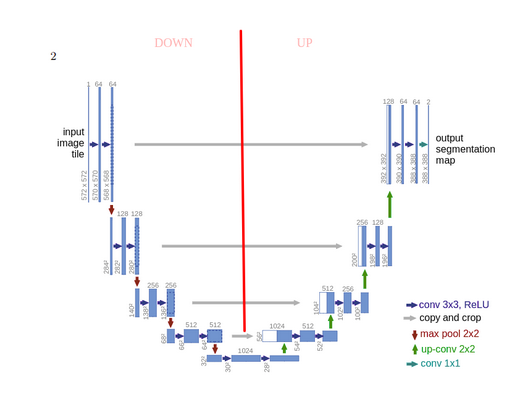 DOWN UP
2
1 64 64
128 64 64 2
input
image
tile
output
segmentation
map
572 x 572
570 x 570
568 x 568
392 x 392
390 x 390
388 x 388
388 x 388
128 128
256 128
284²
282²
280²
200²
198²
196²
256 256
512 256
140²
138²
136²
104²
102²
100²
512 512
1024 512
68²
66²
64²
56²
54²
52²
1024
32²
30²
28²
conv 3x3, ReLU
copy and crop
max pool 2x2
up-conv 2x2
conv 1x1